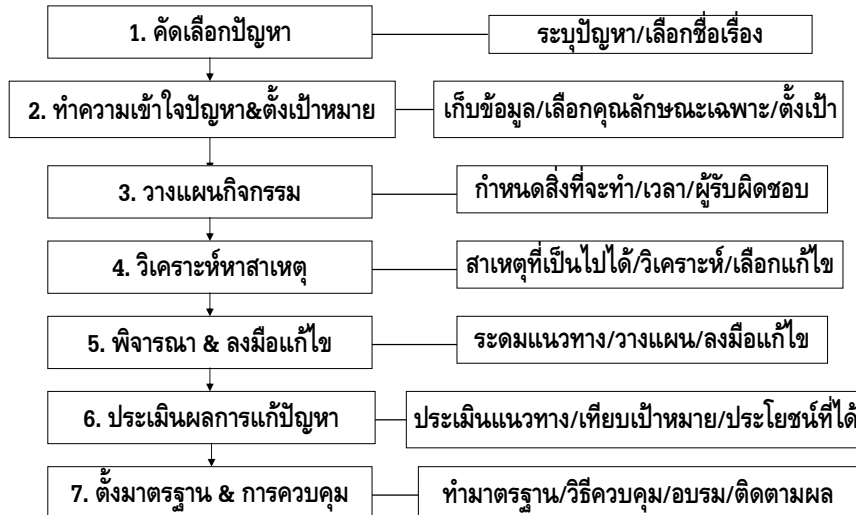 1. คัดเลือกปัญหา
ระบุปัญหา/เลือกชื่อเรื่อง
2. ทำความเข้าใจปัญหา&ตั้งเป้าหมาย
เก็บข้อมูล/เลือกคุณลักษณะเฉพาะ/ตั้งเป้า
3. วางแผนกิจกรรม
กำหนดสิ่งที่จะทำ/เวลา/ผู้รับผิดชอบ
4. วิเคราะห์หาสาเหตุ
สาเหตุที่เป็นไปได้/วิเคราะห์/เลือกแก้ไข
5. พิจารณา & ลงมือแก้ไข
ระดมแนวทาง/วางแผน/ลงมือแก้ไข
6. ประเมินผลการแก้ปัญหา
ประเมินแนวทาง/เทียบเป้าหมาย/ประโยชน์ที่ได้
7. ตั้งมาตรฐาน & การควบคุม
ทำมาตรฐาน/วิธีควบคุม/อบรม/ติดตามผล